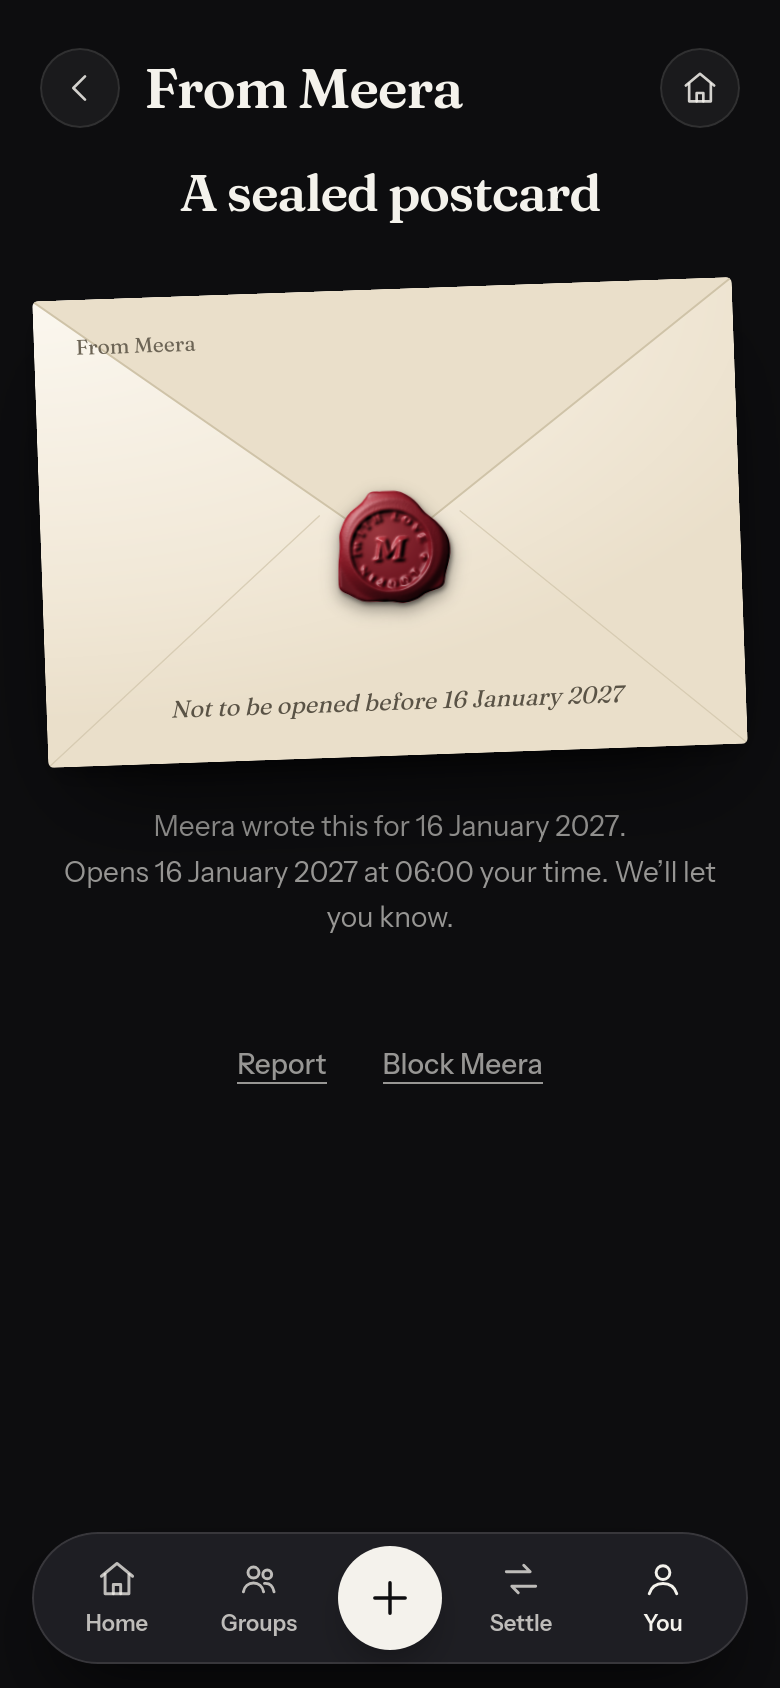 From Meera
A sealed postcard
From Meera
M
Not to be opened before 16 January 2027
Meera wrote this for 16 January 2027.
Opens 16 January 2027 at 06:00 your time. We’ll let
you know.
Report
Block Meera
Home
Groups
Settle
You